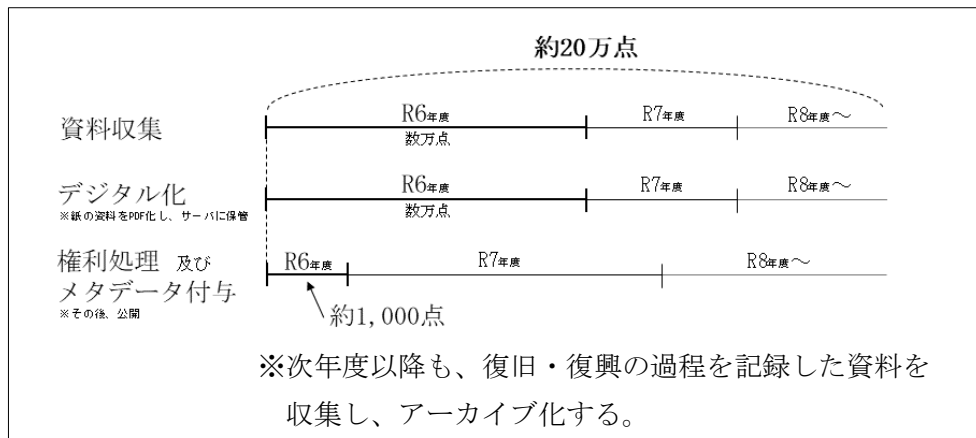 約20万点
資料収集
R6年度
数万点
R7年度
R8年度～
デジタル化
※紙の資料をPDF化し、サーバに保管
R6年度
数万点
R7年度
R8年度～
権利処理 及び
メタデータ付与
※その後、公開
R6年度
R7年度
R8年度～
約1,000点
※次年度以降も、復旧・復興の過程を記録した資料を
収集し、アーカイブ化する。